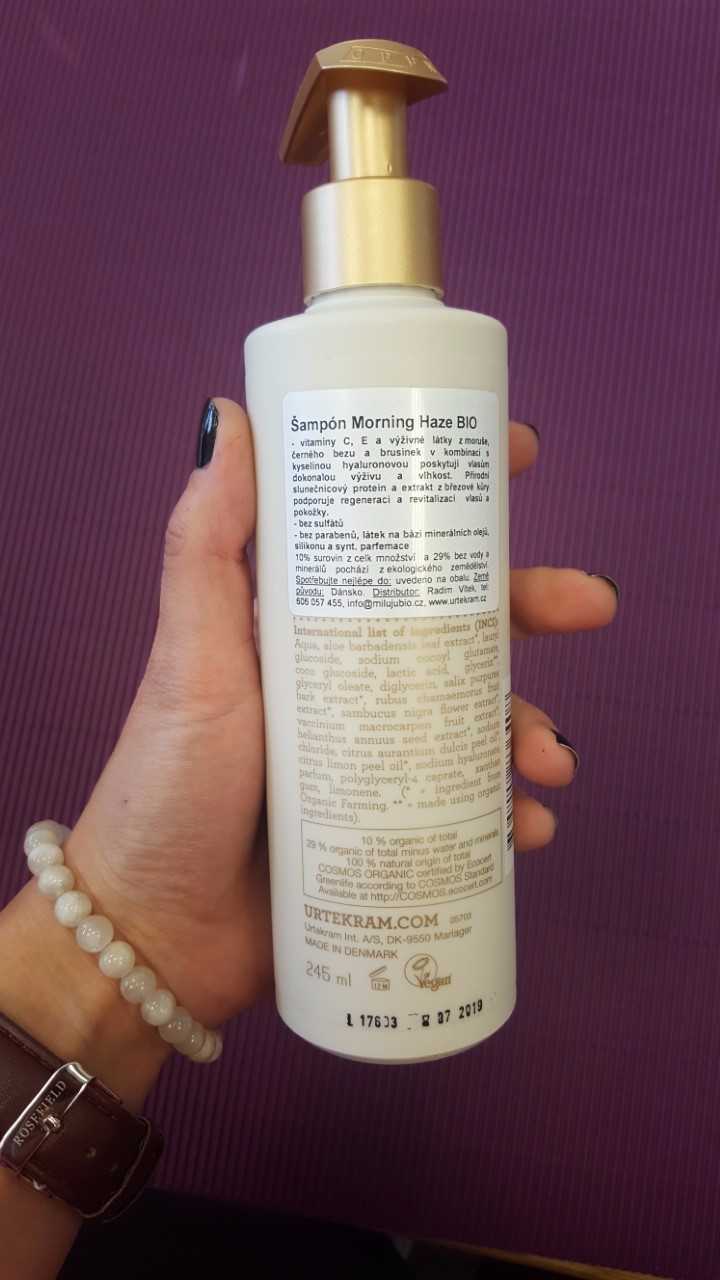 OPEN
Šampón Morning Haze BIO
- vitaminy C, E a výživné látky z moruše,
černého bezu a brusinek v kombinaci s
kyselinou hyaluronovou poskytují vlasům
dokonalou výživu a vlhkost. Přírodní
slunečnicový protein a extrakt z březové kůry
podporuje regeneraci a revitalizaci vlasů a
pokožky.
- bez sulfátů
- bez parabenů, látek na bázi minerálních olejů,
silikonu a synt. parfemace
10% surovin z celk množství a 29% bez vody a
minerálů pochází z ekologického zemědělství.
Spotřebujte nejlépe do: uvedeno na obalu. Země
původu: Dánsko. Distributor: Radim Vítek, tel:
606 057 455, info@milujubio.cz, www.urtekram.cz
International list of ingredients (INCI):
Aqua, aloe barbadensis leaf extract*, lauryl
glucoside, sodium cocoyl glutamate,
coco glucoside, lactic acid, glycerin**,
glyceryl oleate, diglycerin, salix purpurea
bark extract*, rubus chamaemorus fruit
extract*, sambucus nigra flower extract*,
vaccinium macrocarpon fruit extract*,
helianthus annuus seed extract*, sodium
chloride, citrus aurantium dulcis peel oil*,
citrus limon peel oil*, sodium hyaluronate,
parfum, polyglyceryl-4 caprate, xanthan
gum, limonene. (* = ingredient from
Organic Farming. ** = made using organic
ingredients).
10 % organic of total
29 % organic of total minus water and minerals
100 % natural origin of total
COSMOS ORGANIC certified by Ecocert
Greenlife according to COSMOS Standard
Available at http://COSMOS.ecocert.com
URTEKRAM.COM 05703
Urtekram Int. A/S, DK-9550 Mariager
MADE IN DENMARK
245 ml 12 M Vegan
07 2019
ROSEFIELD